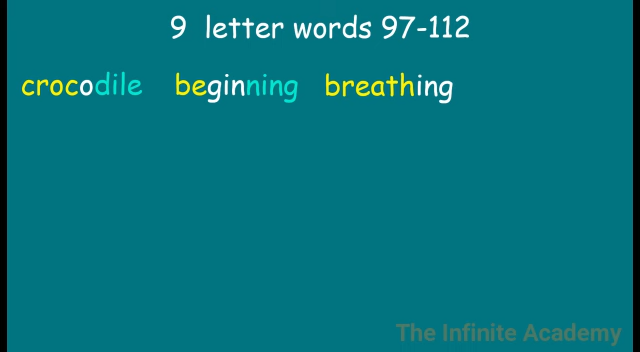 9 letter words 97-112
crocodile beginning breathing
The Infinite Academy